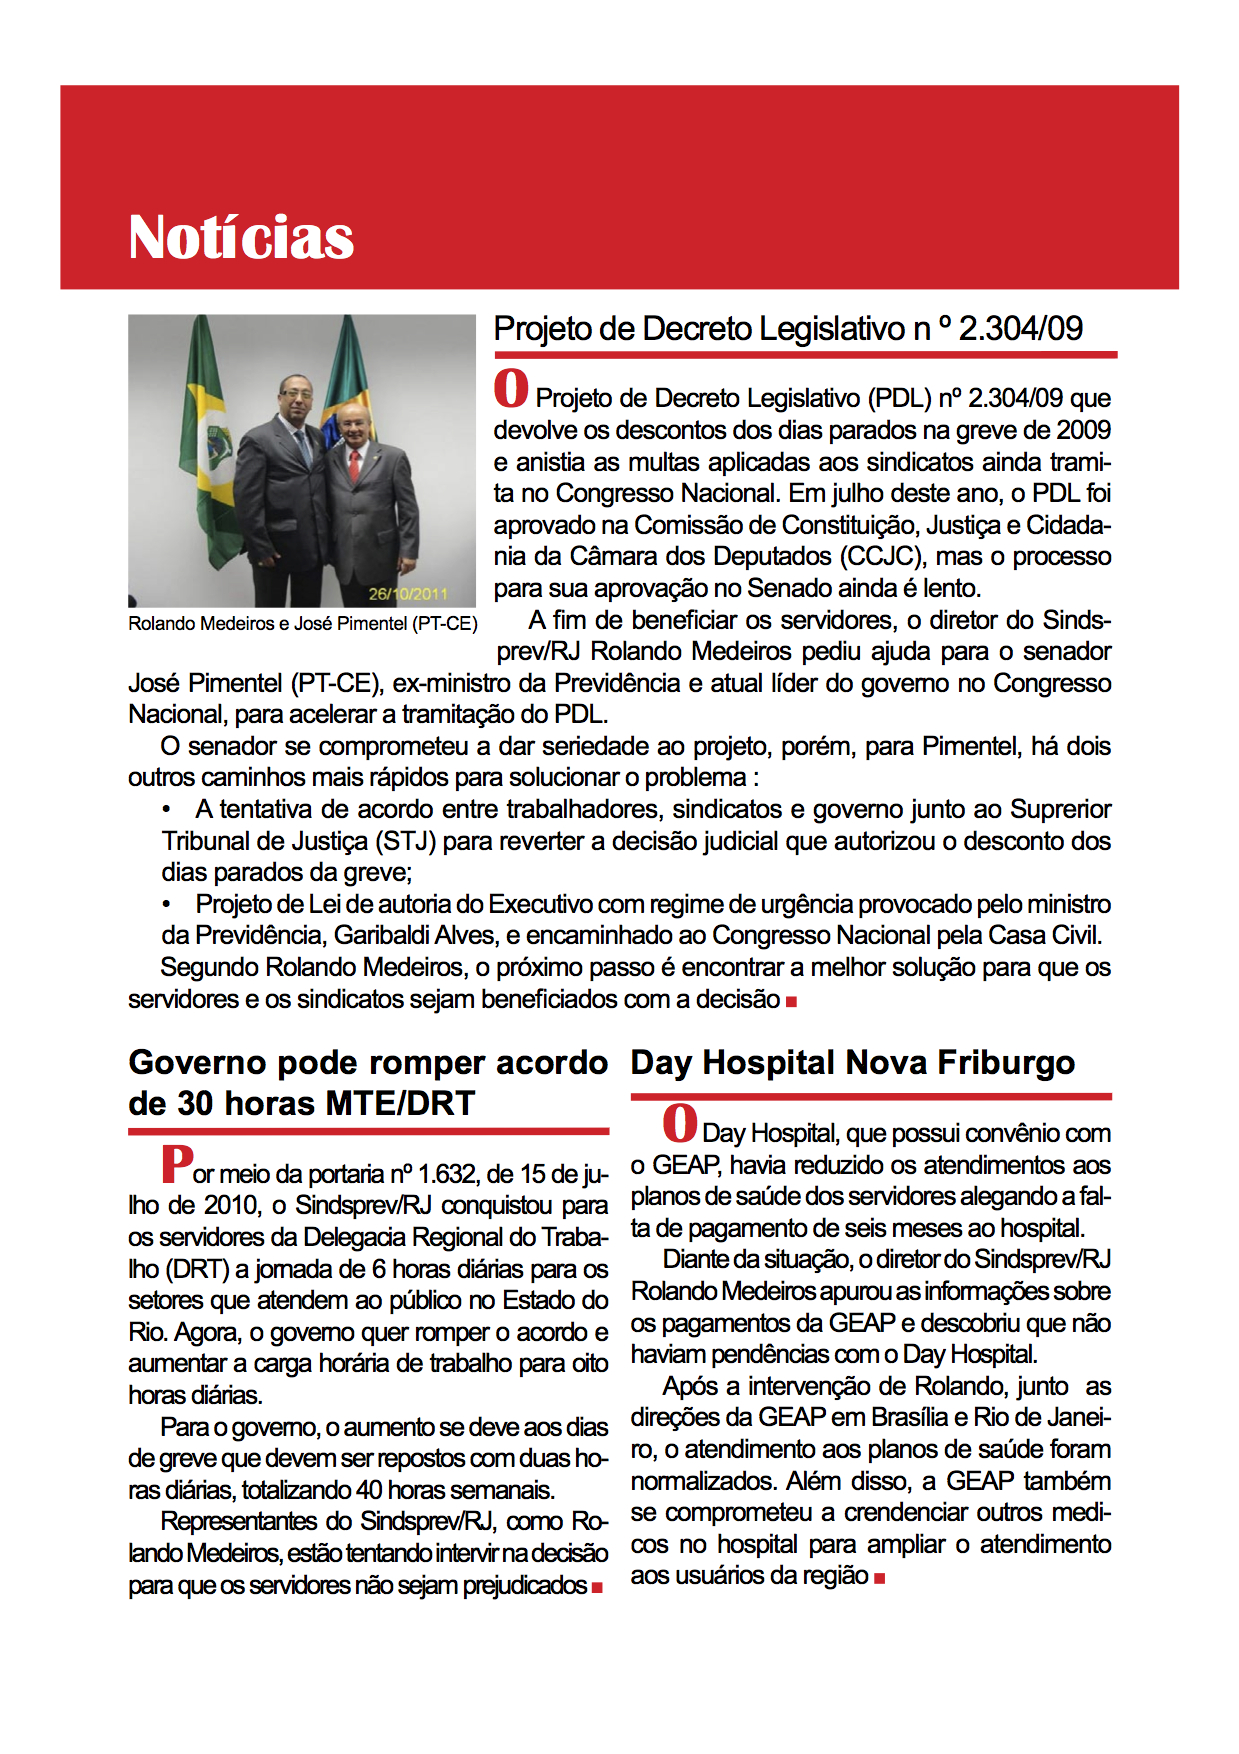 Notícias
26/10/2011
Rolando Medeiros e José Pimentel (PT-CE)
Projeto de Decreto Legislativo n º 2.304/09
O Projeto de Decreto Legislativo (PDL) nº 2.304/09 que
devolve os descontos dos dias parados na greve de 2009
e anistia as multas aplicadas aos sindicatos ainda trami-
ta no Congresso Nacional. Em julho deste ano, o PDL foi
aprovado na Comissão de Constituição, Justiça e Cidada-
nia da Câmara dos Deputados (CCJC), mas o processo
para sua aprovação no Senado ainda é lento.
A fim de beneficiar os servidores, o diretor do Sinds-
prev/RJ Rolando Medeiros pediu ajuda para o senador
José Pimentel (PT-CE), ex-ministro da Previdência e atual líder do governo no Congresso
Nacional, para acelerar a tramitação do PDL.
O senador se comprometeu a dar seriedade ao projeto, porém, para Pimentel, há dois
outros caminhos mais rápidos para solucionar o problema :
• A tentativa de acordo entre trabalhadores, sindicatos e governo junto ao Suprerior
Tribunal de Justiça (STJ) para reverter a decisão judicial que autorizou o desconto dos
dias parados da greve;
• Projeto de Lei de autoria do Executivo com regime de urgência provocado pelo ministro
da Previdência, Garibaldi Alves, e encaminhado ao Congresso Nacional pela Casa Civil.
Segundo Rolando Medeiros, o próximo passo é encontrar a melhor solução para que os
servidores e os sindicatos sejam beneficiados com a decisão
Governo pode romper acordo
de 30 horas MTE/DRT
Por meio da portaria nº 1.632, de 15 de ju-
lho de 2010, o Sindsprev/RJ conquistou para
os servidores da Delegacia Regional do Traba-
lho (DRT) a jornada de 6 horas diárias para os
setores que atendem ao público no Estado do
Rio. Agora, o governo quer romper o acordo e
aumentar a carga horária de trabalho para oito
horas diárias.
Para o governo, o aumento se deve aos dias
de greve que devem ser repostos com duas ho-
ras diárias, totalizando 40 horas semanais.
Representantes do Sindsprev/RJ, como Ro-
lando Medeiros, estão tentando intervir na decisão
para que os servidores não sejam prejudicados
Day Hospital Nova Friburgo
O Day Hospital, que possui convênio com
o GEAP, havia reduzido os atendimentos aos
planos de saúde dos servidores alegando a fal-
ta de pagamento de seis meses ao hospital.
Diante da situação, o diretor do Sindsprev/RJ
Rolando Medeiros apurou as informações sobre
os pagamentos da GEAP e descobriu que não
haviam pendências com o Day Hospital.
Após a intervenção de Rolando, junto as
direções da GEAP em Brasília e Rio de Janei-
ro, o atendimento aos planos de saúde foram
normalizados. Além disso, a GEAP também
se comprometeu a crendenciar outros medi-
cos no hospital para ampliar o atendimento
aos usuários da região